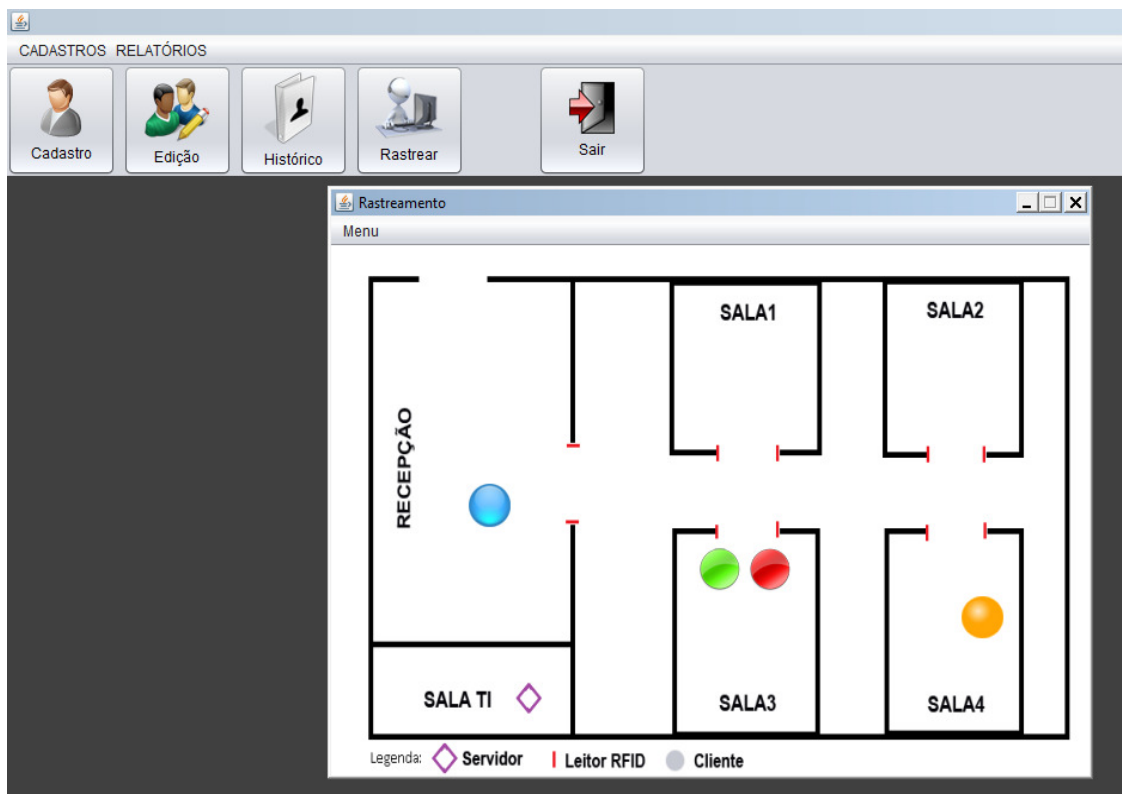 CADASTROS RELATÓRIOS
Cadastro
Edição
Histórico
Rastrear
Sair
Rastreamento
Menu
SALA1
SALA2
RECEPÇÃO
SALA TI
SALA3
SALA4
Legenda: Servidor Leitor RFID Cliente